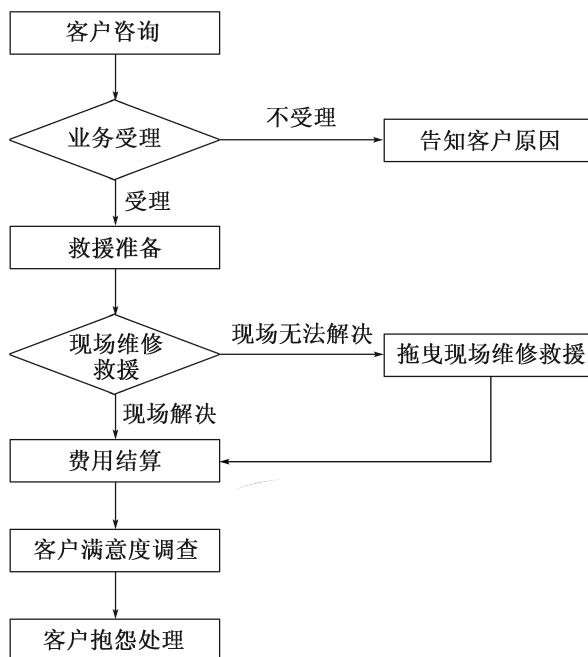 客户咨询
业务受理
不受理
告知客户原因
受理
救援准备
现场维修
救援
现场无法解决
拖曳现场维修救援
现场解决
费用结算
客户满意度调查
客户抱怨处理